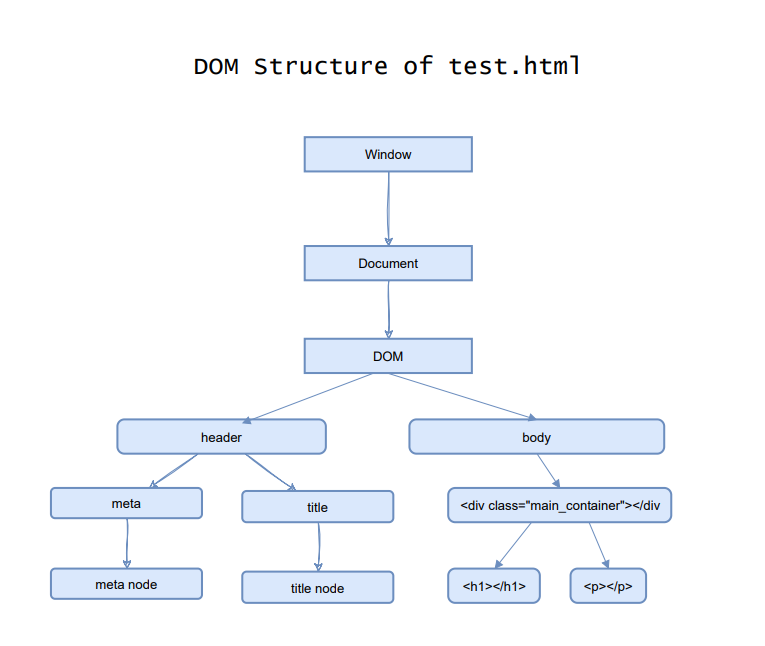 DOM Structure of test.html
Window
Document
DOM
header
body
meta
title
<div class="main_container"></div
meta node
title node
<h1></h1>
<p></p>